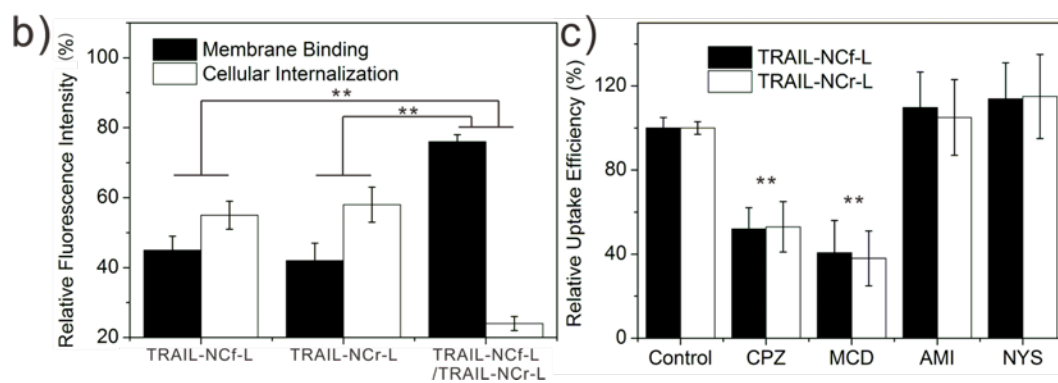 b)
Relative Fluorescence Intensity (%)
100
80
60
40
20
Membrane Binding
Cellular Internalization
**
**
TRAIL-NCf-L
TRAIL-NCr-L
TRAIL-NCf-L
/TRAIL-NCr-L
c)
Relative Uptake Efficiency (%)
120
80
40
0
TRAIL-NCf-L
TRAIL-NCr-L
**
**
Control
CPZ
MCD
AMI
NYS